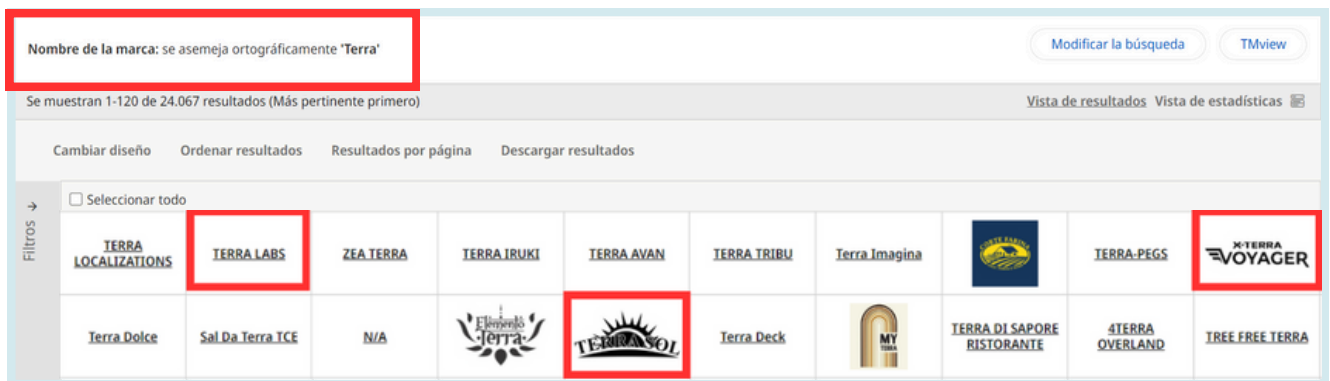 Nombre de la marca: se asemeja ortográficamente 'Terra'
Modificar la búsqueda
TMview
Se muestran 1-120 de 24.067 resultados (Más pertinente primero)
Vista de resultados Vista de estadísticas
Cambiar diseño Ordenar resultados Resultados por página Descargar resultados
Filtros
Seleccionar todo
TERRA
LOCALIZATIONS
TERRA LABS
ZEA TERRA
TERRA IRUKI
TERRA AVAN
TERRA TRIBU
Terra Imagina
CORTE FARINA
TERRA-PEGS
X-TERRA
VOYAGER
Terra Dolce
Sal Da Terra TCE
N/A
Elemento
Terra
TERRA SOL
Terra Deck
MY
TERRA
TERRA DI SAPORE
RISTORANTE
4TERRA
OVERLAND
TREE FREE TERRA